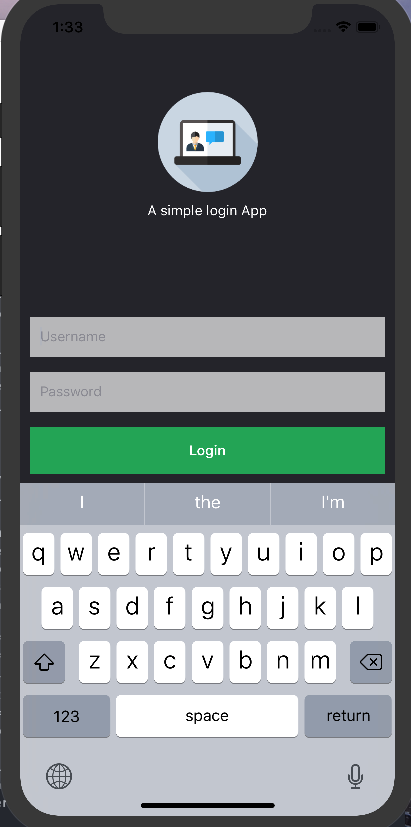 1:33
A simple login App
Username
Password
Login
I the I'm
q w e r t y u i o p
a s d f g h j k l
z x c v b n m
123 space return